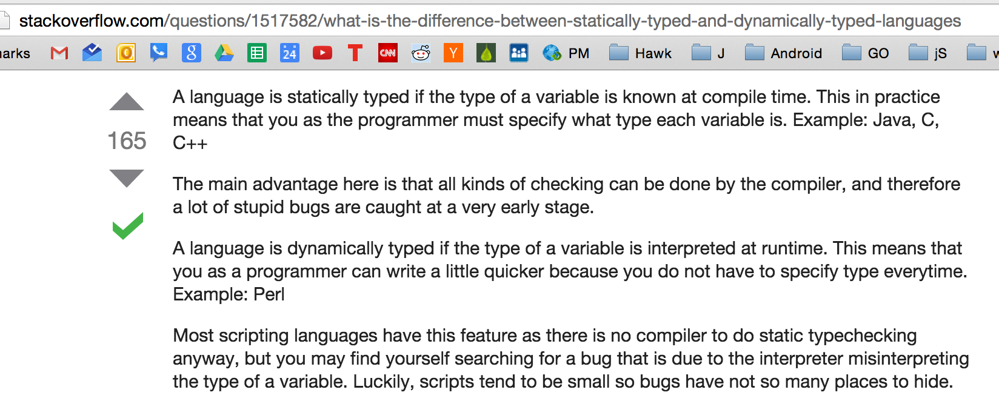 stackoverflow.com/questions/1517582/what-is-the-difference-between-statically-typed-and-dynamically-typed-languages
arks 8 24 T CNN Y PM Hawk J Android GO jS w
A language is statically typed if the type of a variable is known at compile time. This in practice
means that you as the programmer must specify what type each variable is. Example: Java, C,
165
C++
The main advantage here is that all kinds of checking can be done by the compiler, and therefore
a lot of stupid bugs are caught at a very early stage.
A language is dynamically typed if the type of a variable is interpreted at runtime. This means that
you as a programmer can write a little quicker because you do not have to specify type everytime.
Example: Perl
Most scripting languages have this feature as there is no compiler to do static typechecking
anyway, but you may find yourself searching for a bug that is due to the interpreter misinterpreting
the type of a variable. Luckily, scripts tend to be small so bugs have not so many places to hide.